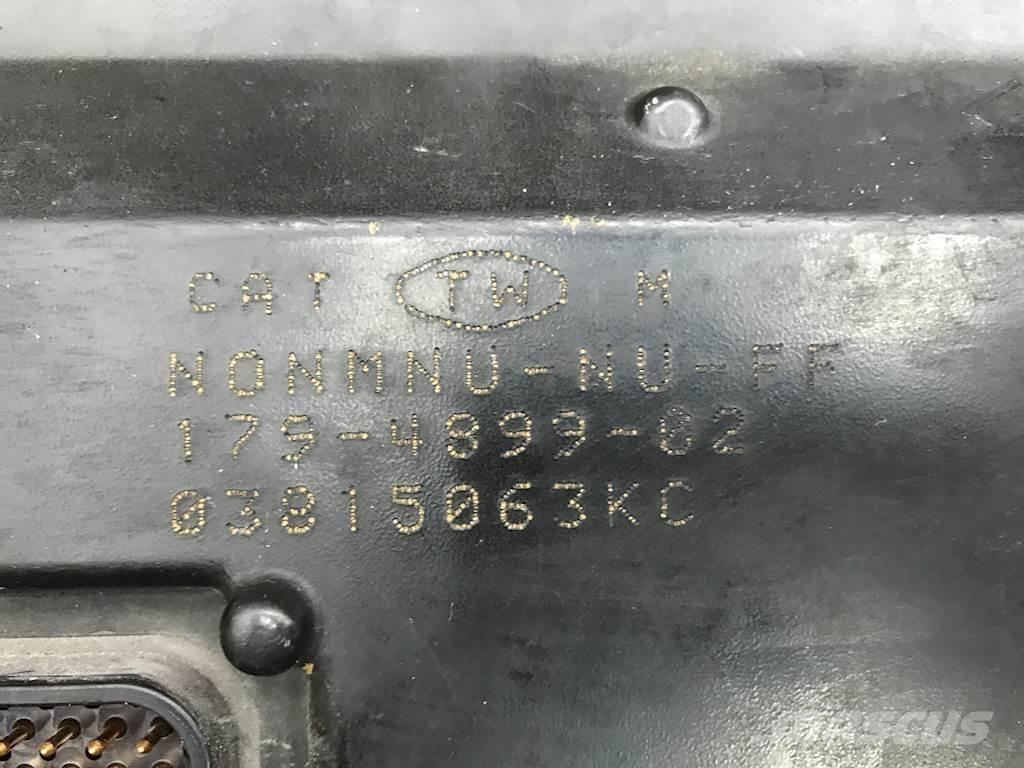 CAT TW M
NONMNU-NU-FF
179-4899-02
03815063KC